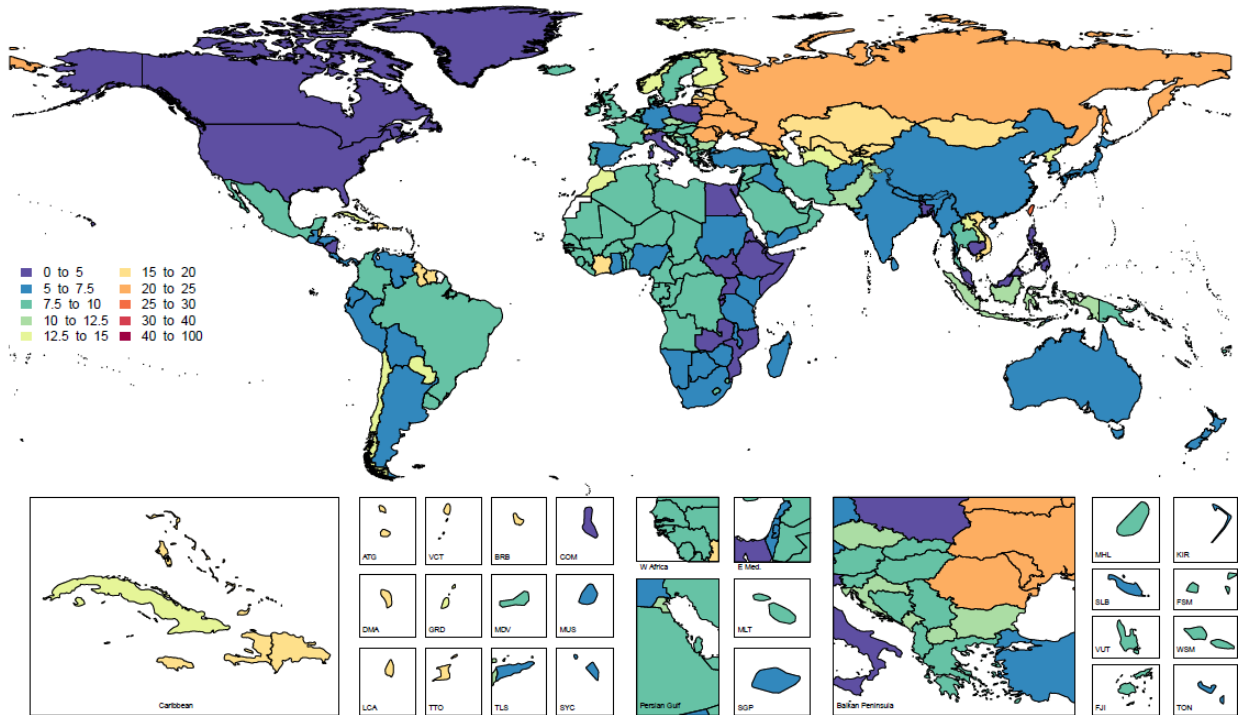 0 to 5
5 to 7.5
7.5 to 10
10 to 12.5
12.5 to 15
15 to 20
20 to 25
25 to 30
30 to 40
40 to 100
Caribbean
ATG
VCT
BRB
COM
DMA
GRD
MDV
MUS
LCA
TTO
TLS
SYC
W Africa
E Med.
Persian Gulf
MLT
SGP
Balkan Peninsula
MHL
KIR
SLB
FSM
VUT
WSM
FJI
TON